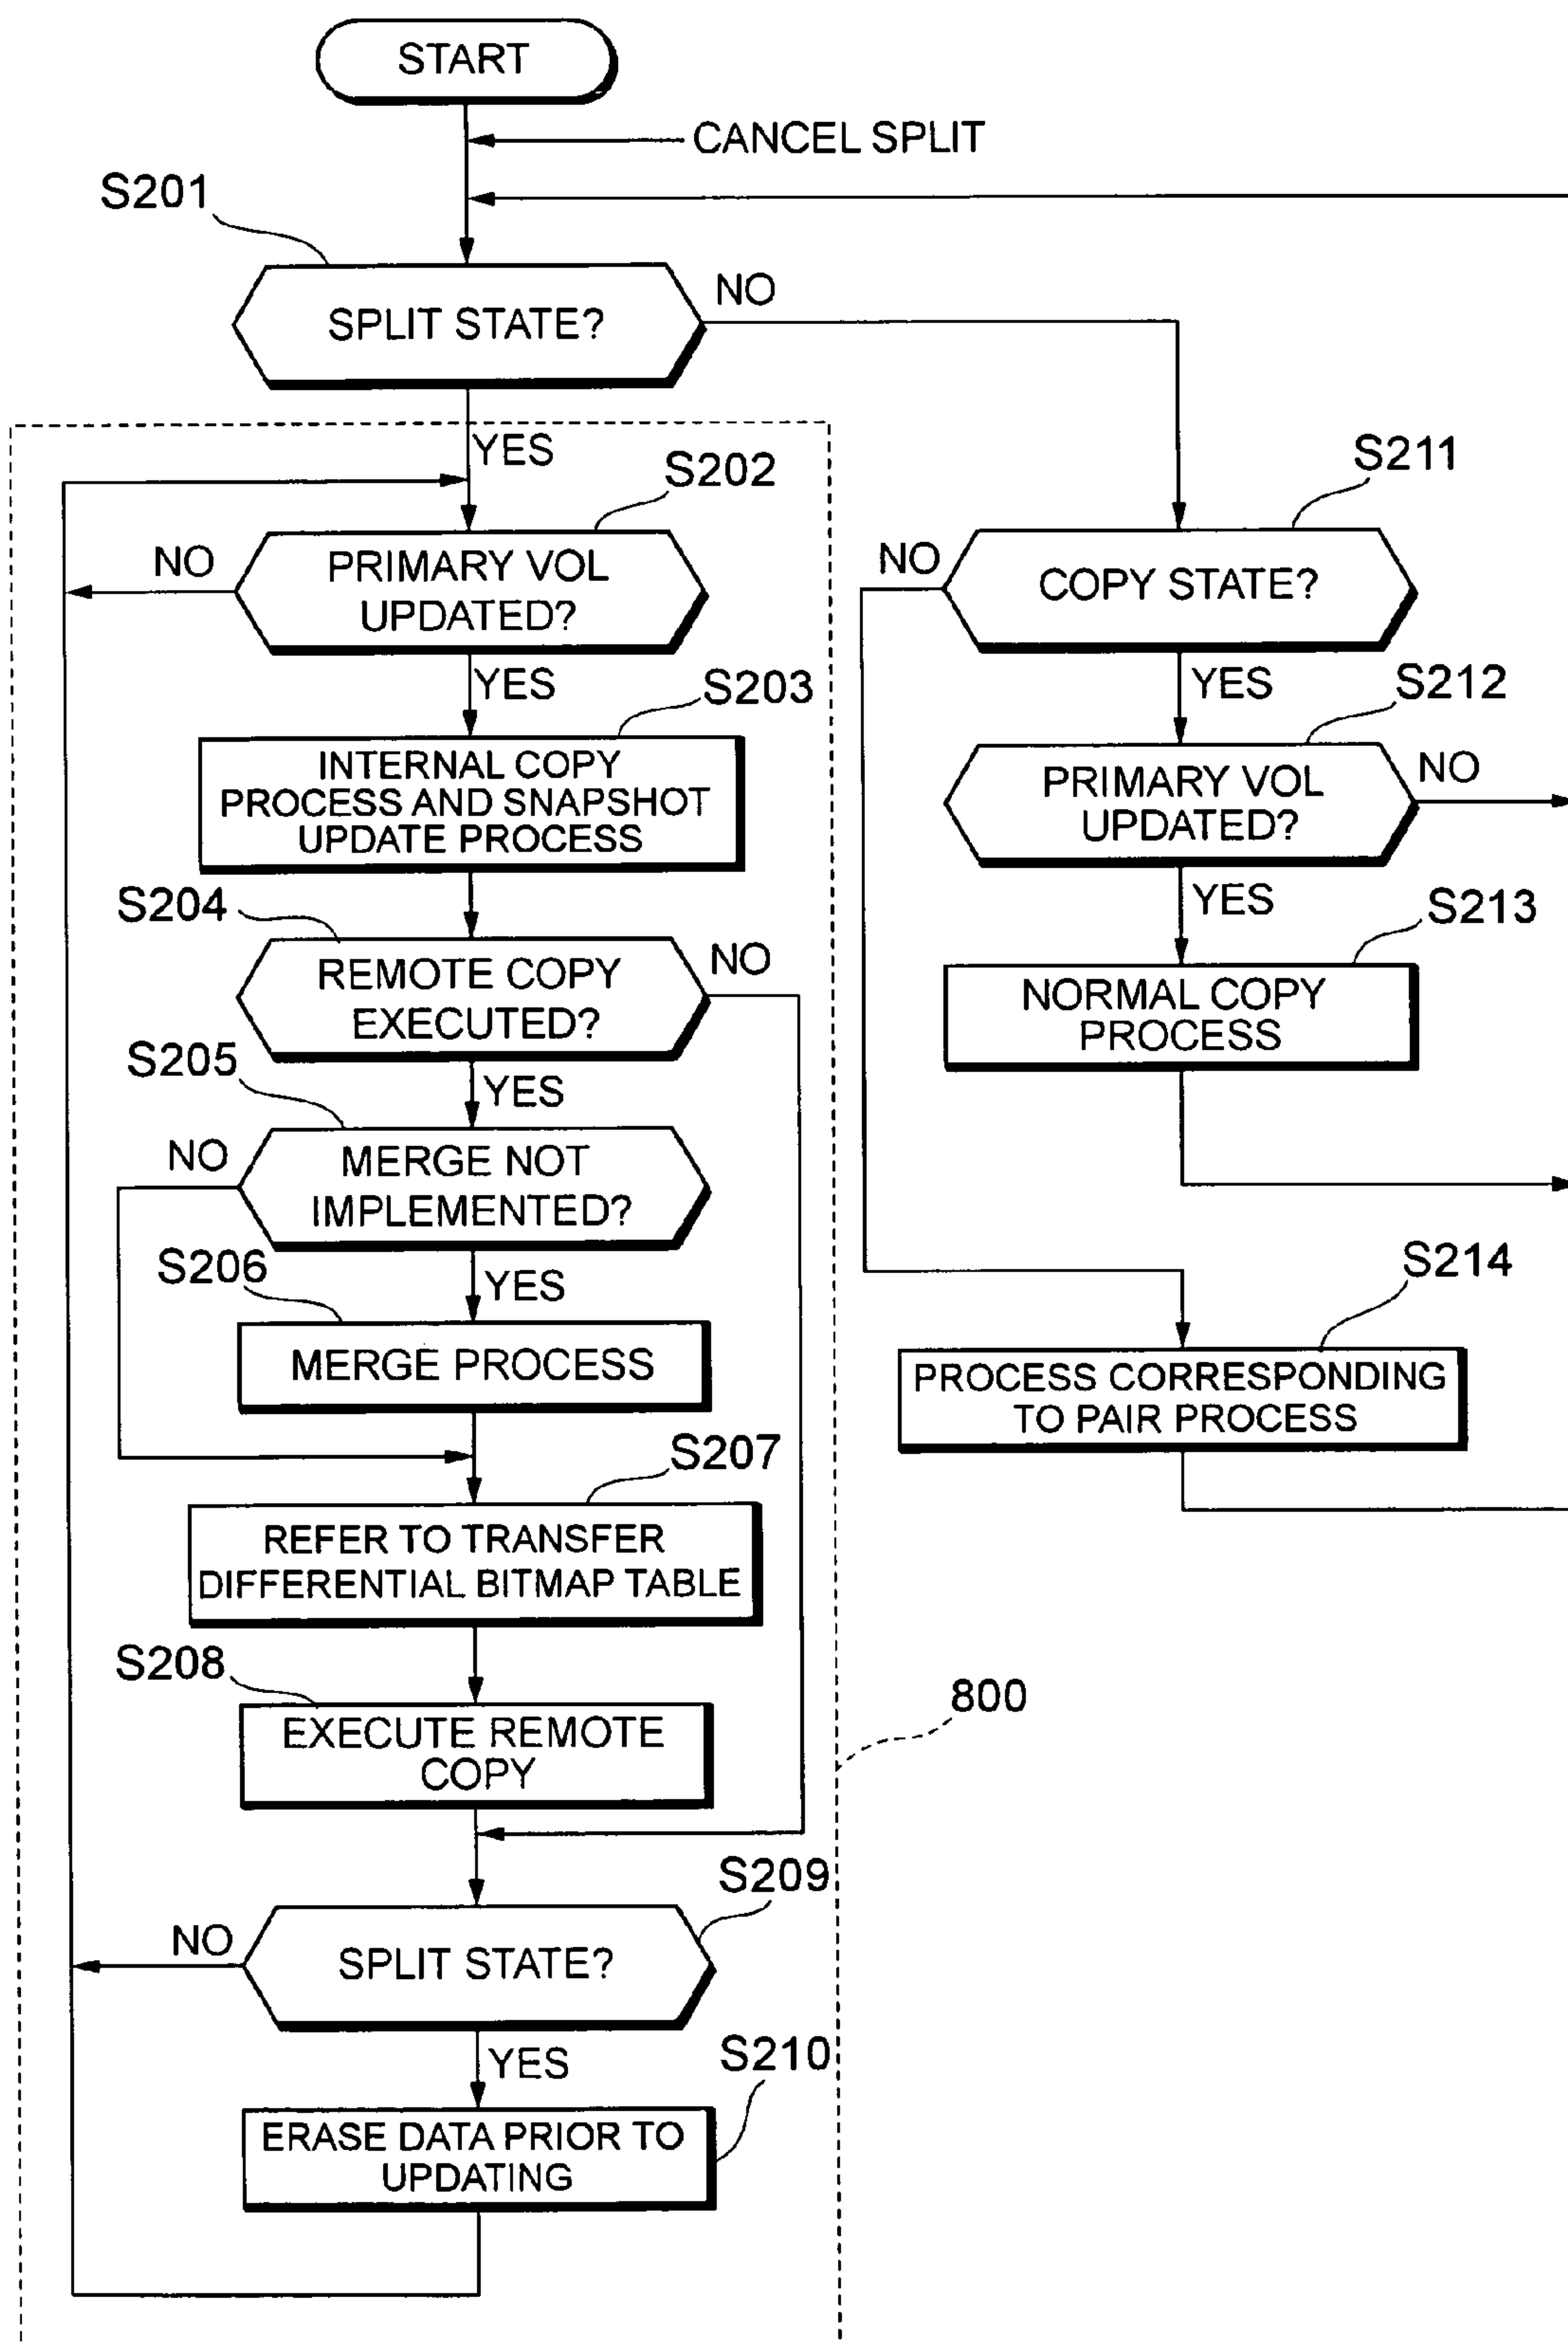 START
CANCEL SPLIT
S201
SPLIT STATE?
NO
YES
S202
PRIMARY VOL
UPDATED?
NO
YES
S203
INTERNAL COPY
PROCESS AND SNAPSHOT
UPDATE PROCESS
S204
REMOTE COPY
EXECUTED?
NO
YES
S205
MERGE NOT
IMPLEMENTED?
NO
YES
S206
MERGE PROCESS
S207
REFER TO TRANSFER
DIFFERENTIAL BITMAP TABLE
S208
EXECUTE REMOTE
COPY
800
S209
SPLIT STATE?
NO
YES
S210
ERASE DATA PRIOR TO
UPDATING
S211
COPY STATE?
NO
YES
S212
PRIMARY VOL
UPDATED?
NO
YES
S213
NORMAL COPY
PROCESS
S214
PROCESS CORRESPONDING
TO PAIR PROCESS